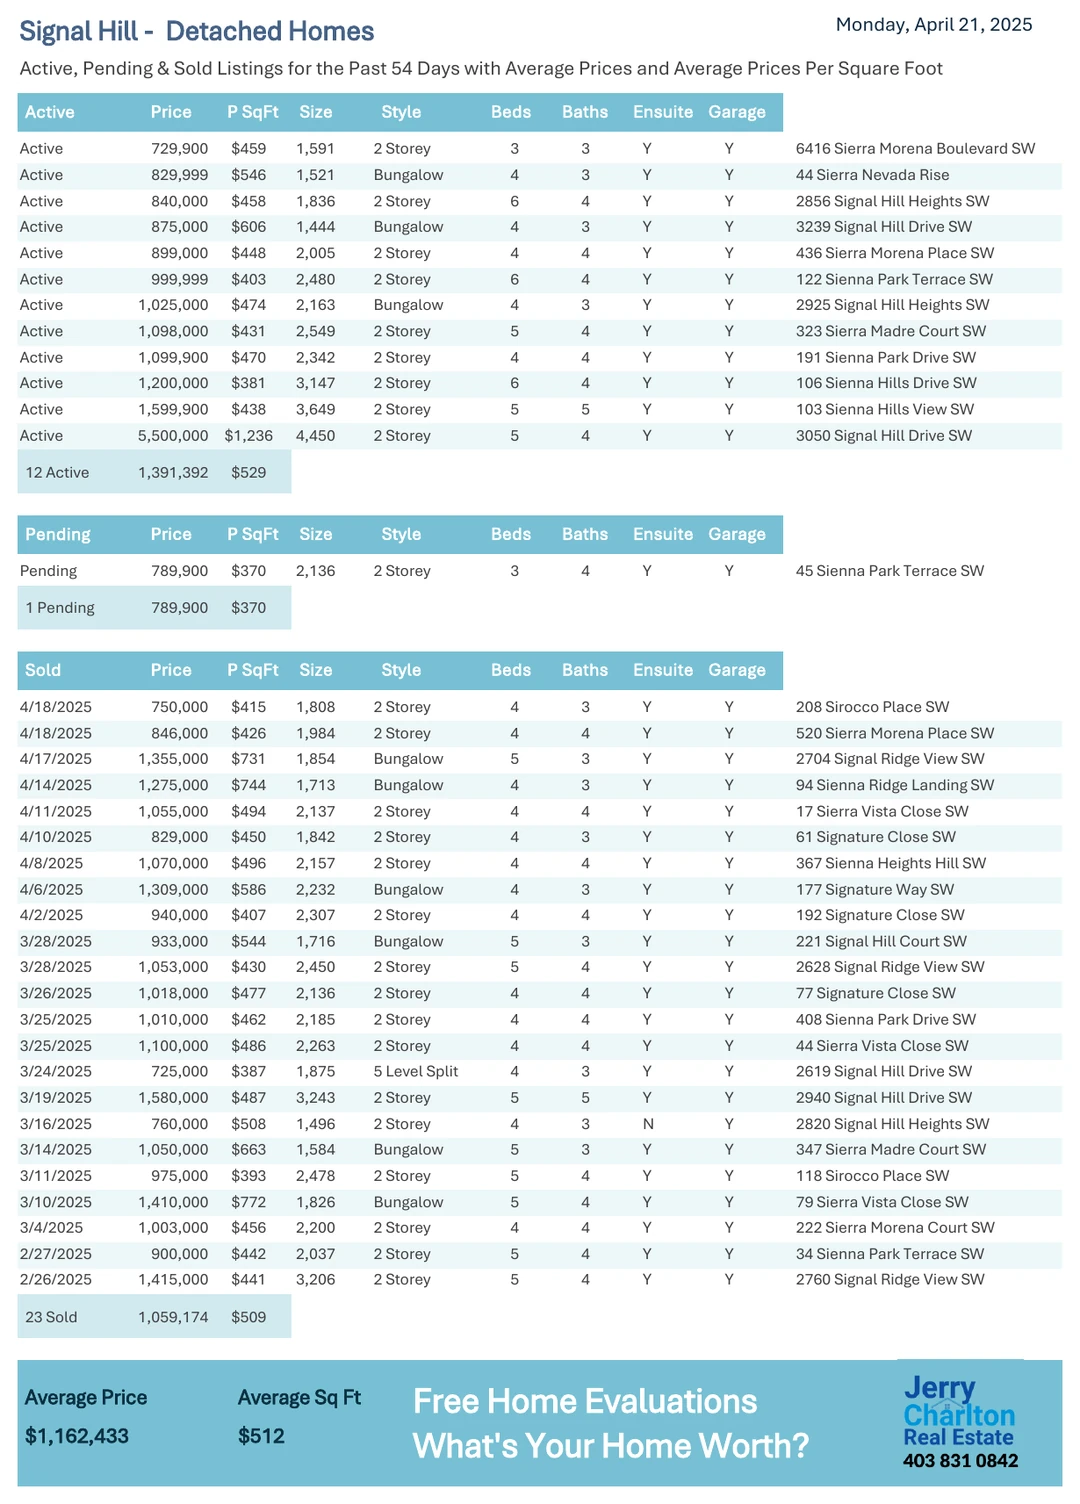 Signal Hill - Detached Homes
Monday, April 21, 2025
Active, Pending & Sold Listings for the Past 54 Days with Average Prices and Average Prices Per Square Foot
Active Price P SqFt Size Style Beds Baths Ensuite Garage
Active 729,900 $459 1,591 2 Storey 3 3 Y Y 6416 Sierra Morena Boulevard SW
Active 829,999 $546 1,521 Bungalow 4 3 Y Y 44 Sierra Nevada Rise
Active 840,000 $458 1,836 2 Storey 6 4 Y Y 2856 Signal Hill Heights SW
Active 875,000 $606 1,444 Bungalow 4 3 Y Y 3239 Signal Hill Drive SW
Active 899,000 $448 2,005 2 Storey 4 4 Y Y 436 Sierra Morena Place SW
Active 999,999 $403 2,480 2 Storey 6 4 Y Y 122 Sienna Park Terrace SW
Active 1,025,000 $474 2,163 Bungalow 4 3 Y Y 2925 Signal Hill Heights SW
Active 1,098,000 $431 2,549 2 Storey 5 4 Y Y 323 Sierra Madre Court SW
Active 1,099,900 $470 2,342 2 Storey 4 4 Y Y 191 Sienna Park Drive SW
Active 1,200,000 $381 3,147 2 Storey 6 4 Y Y 106 Sienna Hills Drive SW
Active 1,599,900 $438 3,649 2 Storey 5 5 Y Y 103 Sienna Hills View SW
Active 5,500,000 $1,236 4,450 2 Storey 5 4 Y Y 3050 Signal Hill Drive SW
12 Active 1,391,392 $529
Pending Price P SqFt Size Style Beds Baths Ensuite Garage
Pending 789,900 $370 2,136 2 Storey 3 4 Y Y 45 Sienna Park Terrace SW
1 Pending 789,900 $370
Sold Price P SqFt Size Style Beds Baths Ensuite Garage
4/18/2025 750,000 $415 1,808 2 Storey 4 3 Y Y 208 Sirocco Place SW
4/18/2025 846,000 $426 1,984 2 Storey 4 4 Y Y 520 Sierra Morena Place SW
4/17/2025 1,355,000 $731 1,854 Bungalow 5 3 Y Y 2704 Signal Ridge View SW
4/14/2025 1,275,000 $744 1,713 Bungalow 4 3 Y Y 94 Sienna Ridge Landing SW
4/11/2025 1,055,000 $494 2,137 2 Storey 4 4 Y Y 17 Sierra Vista Close SW
4/10/2025 829,000 $450 1,842 2 Storey 4 3 Y Y 61 Signature Close SW
4/8/2025 1,070,000 $496 2,157 2 Storey 4 4 Y Y 367 Sienna Heights Hill SW
4/6/2025 1,309,000 $586 2,232 Bungalow 4 3 Y Y 177 Signature Way SW
4/2/2025 940,000 $407 2,307 2 Storey 4 4 Y Y 192 Signature Close SW
3/28/2025 933,000 $544 1,716 Bungalow 5 3 Y Y 221 Signal Hill Court SW
3/28/2025 1,053,000 $430 2,450 2 Storey 5 4 Y Y 2628 Signal Ridge View SW
3/26/2025 1,018,000 $477 2,136 2 Storey 4 4 Y Y 77 Signature Close SW
3/25/2025 1,010,000 $462 2,185 2 Storey 4 4 Y Y 408 Sienna Park Drive SW
3/25/2025 1,100,000 $486 2,263 2 Storey 4 4 Y Y 44 Sierra Vista Close SW
3/24/2025 725,000 $387 1,875 5 Level Split 4 3 Y Y 2619 Signal Hill Drive SW
3/19/2025 1,580,000 $487 3,243 2 Storey 5 5 Y Y 2940 Signal Hill Drive SW
3/16/2025 760,000 $508 1,496 2 Storey 4 3 N Y 2820 Signal Hill Heights SW
3/14/2025 1,050,000 $663 1,584 Bungalow 5 3 Y Y 347 Sierra Madre Court SW
3/11/2025 975,000 $393 2,478 2 Storey 5 4 Y Y 118 Sirocco Place SW
3/10/2025 1,410,000 $772 1,826 Bungalow 5 4 Y Y 79 Sierra Vista Close SW
3/4/2025 1,003,000 $456 2,200 2 Storey 4 4 Y Y 222 Sierra Morena Court SW
2/27/2025 900,000 $442 2,037 2 Storey 5 4 Y Y 34 Sienna Park Terrace SW
2/26/2025 1,415,000 $441 3,206 2 Storey 5 4 Y Y 2760 Signal Ridge View SW
23 Sold 1,059,174 $509
Average Price Average Sq Ft
$1,162,433 $512
Free Home Evaluations
What's Your Home Worth?
Jerry
Charlton
Real Estate
403 831 0842